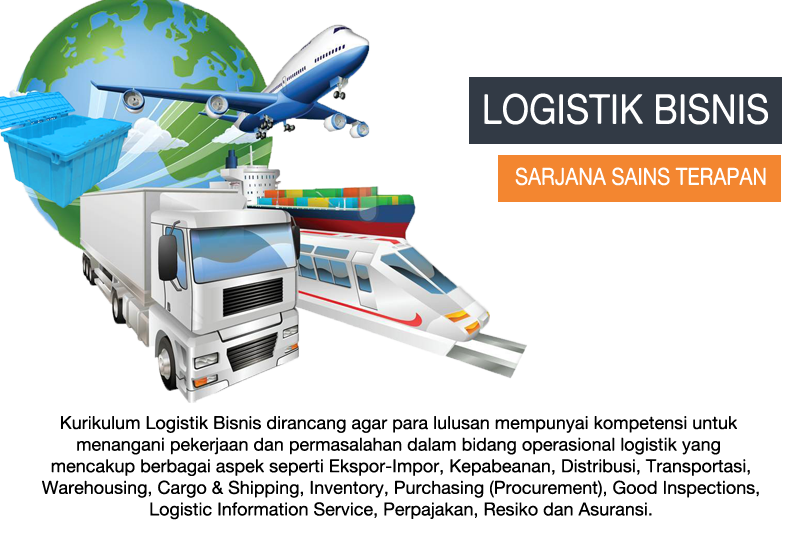 LOGISTIK BISNIS
SARJANA SAINS TERAPAN
Kurikulum Logistik Bisnis dirancang agar para lulusan mempunyai kompetensi untuk
menangani pekerjaan dan permasalahan dalam bidang operasional logistik yang
mencakup berbagai aspek seperti Ekspor-Impor, Kepabeanan, Distribusi, Transportasi,
Warehousing, Cargo & Shipping, Inventory, Purchasing (Procurement), Good Inspections,
Logistic Information Service, Perpajakan, Resiko dan Asuransi.